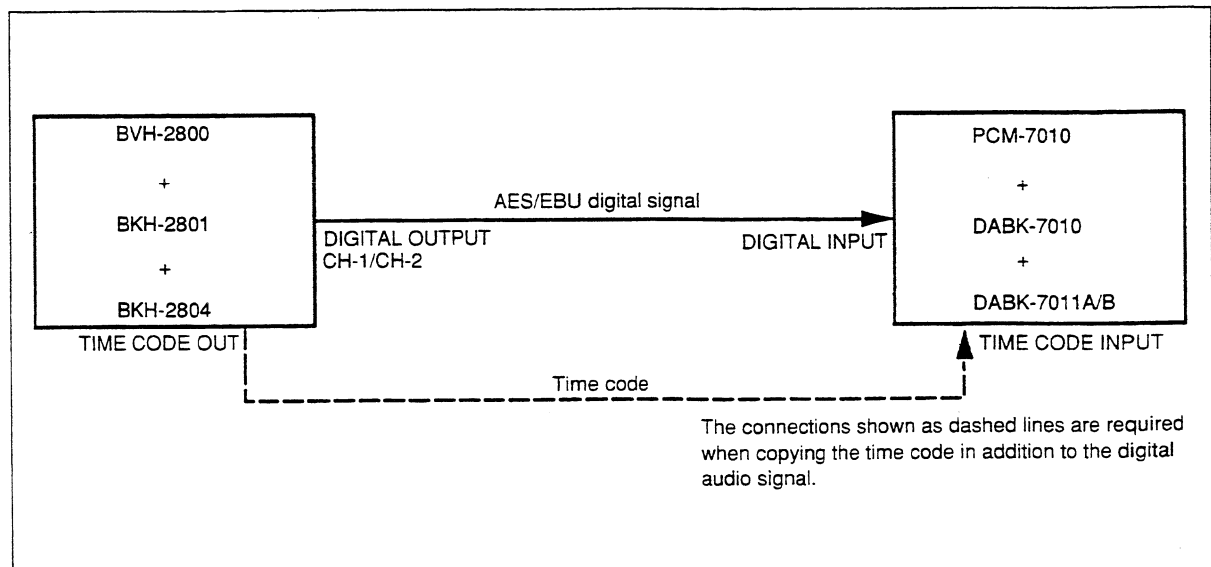 BVH-2800
+
BKH-2801
+
BKH-2804
TIME CODE OUT
AES/EBU digital signal
DIGITAL OUTPUT
CH-1/CH-2
DIGITAL INPUT
PCM-7010
+
DABK-7010
+
DABK-7011A/B
TIME CODE INPUT
Time code
The connections shown as dashed lines are required
when copying the time code in addition to the digital
audio signal.